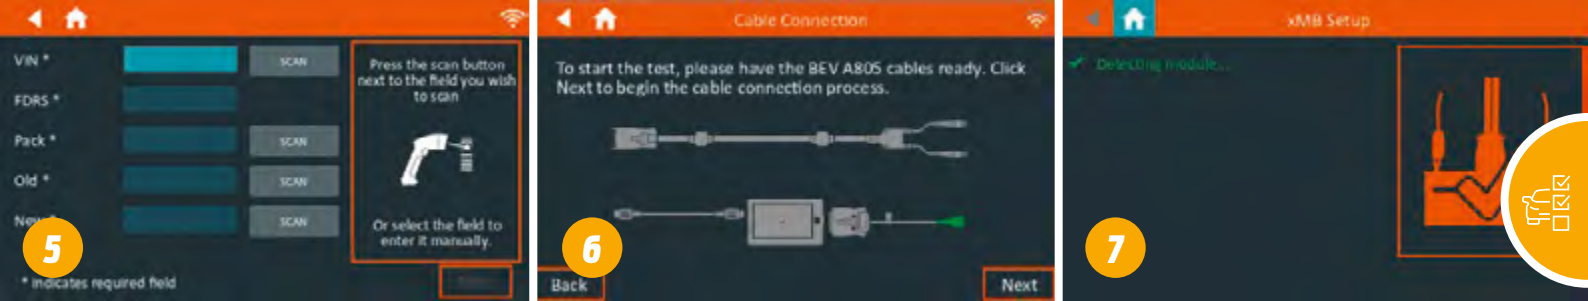 VIN *
SCAN
FDRS *
Pack *
SCAN
Old *
SCAN
New
SCAN
Press the scan button
next to the field you wish
to scan
Or select the field to
enter it manually.
5
* Indicates required field
Cable Connection
To start the test, please have the BEV A805 cables ready. Click
Next to begin the cable connection process.
6
Back
Next
xMB Setup
Detecting module...
7